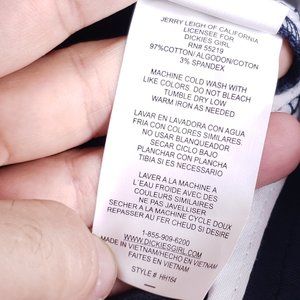 JERRY LEIGH OF CALIFORNIA
LICENSEE FOR
DICKIES GIRL
RN# 55219
97%COTTON/ALGODON/COTON
3% SPANDEX
MACHINE COLD WASH WITH
LIKE COLORS. DO NOT BLEACH
TUMBLE DRY LOW
WARM IRON AS NEEDED
LAVAR EN LAVADORA CON AGUA
FRIA CON COLORES SIMILARES.
NO USAR BLANQUEADOR
SECAR CICLO BAJO
PLANCHAR CON PLANCHA
TIBIA SI ES NECESARIO
LAVER A LA MACHINE A
L'EAU FROIDE AVEC DES
COULEURS SIMILAIRES
NE PAS JAVELLISER
SECHER A LA MACHINE CYCLE DOUX
REPASSER AU FER CHEUD SI DESIRE
1-855-909-6200
WWW.DICKIESGIRL.COM
MADE IN VIETNAM/HECHO EN VIETNAM
FAITES EN VIETNAM
STYLE # HH164